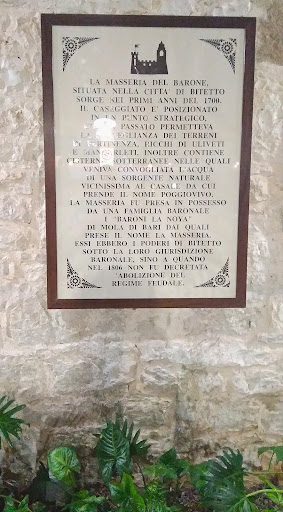 LA MASSERIA DEL BARONE,
SITUATA NELLA CITTA' DI BITETTO
SORGE NEI PRIMI ANNI DEL 1700.
IL CASEGGIATO E' POSIZIONATO
IN UN PUNTO STRATEGICO,
PASSATO PERMETTEVA
DEI TERRENI
RICCHI DI ULIVETI
E MANDORLETI. INOLTRE CONTIENE
CISTERNE SOTTERRANEE NELLE QUALI
VENIVA CONVOGLIATA L'ACQUA
DI UNA SORGENTE NATURALE
VICINISSIMA AL CASALE DA CUI
PRENDE IL NOME POGGIOVIVO.
LA MASSERIA FU PRESA IN POSSESSO
DA UNA FAMIGLIA BARONALE
I "BARONI LA NOYA"
DI MOLA DI BARI DAI QUALI
PRESE IL NOME LA MASSERIA.
ESSI EBBERO I PODERI DI BITETTO
SOTTO LA LORO GIURISDIZIONE
BARONALE, SINO A QUANDO
NEL 1806 NON FU DECRETATA
L'ABOLIZIONE DEL
REGIME FEUDALE.